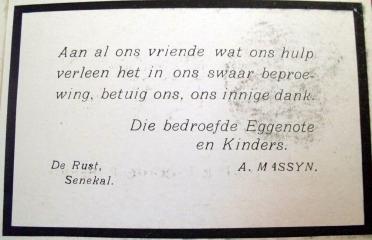 Aan al ons vriende wat ons hulp
verleen het in ons swaar beproe-
wing, betuig ons, ons innige dank.
Die bedroefde Eggenote
en Kinders.
De Rust,
Senekal.
A. MASSYN.